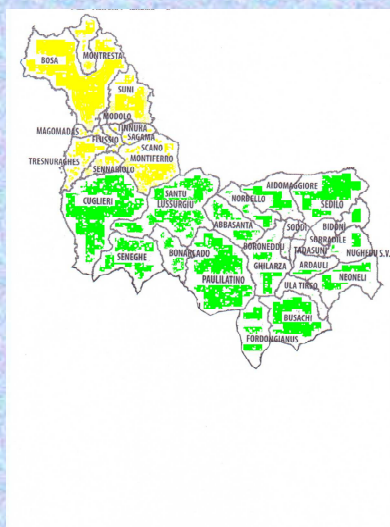 MONTRESTA
BOSA
SUNI
MODOLO
TINNURA
MAGOMADAS
FLUSSIO
SAGAMA
SCANO
MONTIFERRO
TRESNURAGHES
SENNARIOLO
CUGLIERI
SANTU
LUSSURGIU
NORBELLO
AIDOMAGGIORE
SEDILO
ABBASANTA
SODDI
BIDONI
SORRADILE
NUGHEDU S.V.
SENEGHE
BONARCADO
BORONEDDU
TADASUNI
GHILARZA
ARDAULI
NEONELI
PAULILATINO
ULA TIRSO
BUSACHI
FORDONGIANUS